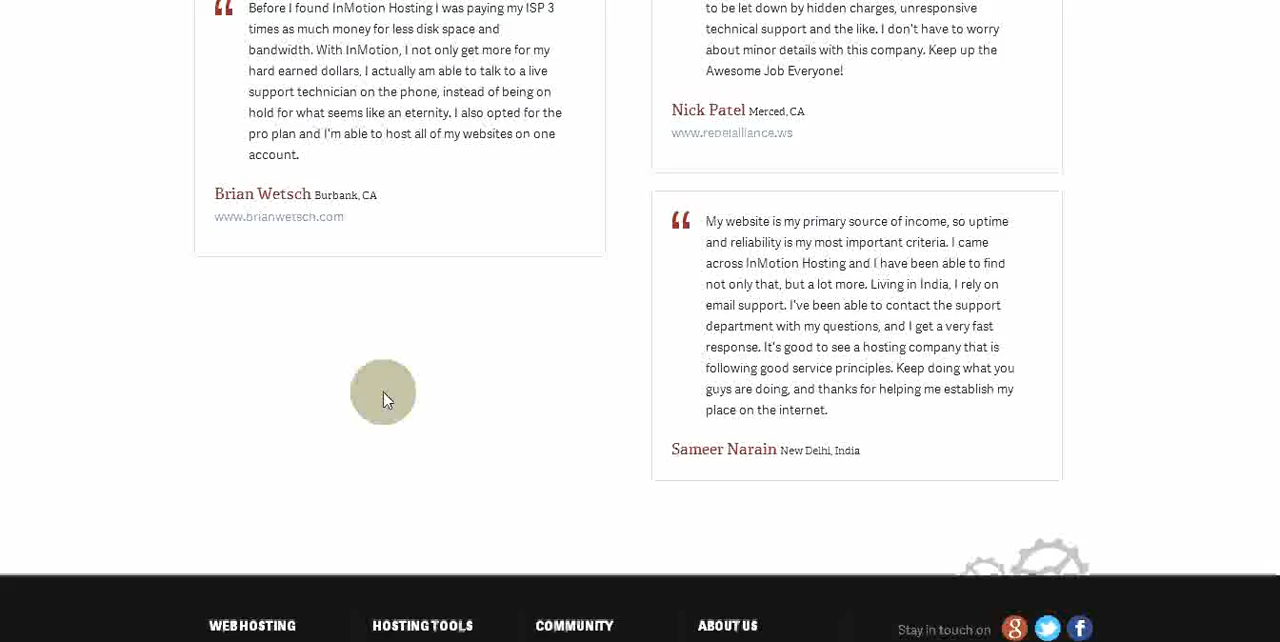 Before I found InMotion Hosting I was paying my ISP 3
times as much money for less disk space and
bandwidth. With InMotion, I not only get more for my
hard earned dollars, I actually am able to talk to a live
support technician on the phone, instead of being on
hold for what seems like an eternity. I also opted for the
pro plan and I'm able to host all of my websites on one
account.
Brian Wetsch Burbank, CA
www.brianwetsch.com
to be let down by hidden charges, unresponsive
technical support and the like. I don't have to worry
about minor details with this company. Keep up the
Awesome Job Everyone!
Nick Patel Merced, CA
www.rebelalliance.ws
My website is my primary source of income, so uptime
and reliability is my most important criteria. I came
across InMotion Hosting and I have been able to find
not only that, but a lot more. Living in India, I rely on
email support. I've been able to contact the support
department with my questions, and I get a very fast
response. It's good to see a hosting company that is
following good service principles. Keep doing what you
guys are doing, and thanks for helping me establish my
place on the internet.
Sameer Narain New Delhi, India
WEB HOSTING
HOSTING TOOLS
COMMUNITY
ABOUT US
Stay in touch on